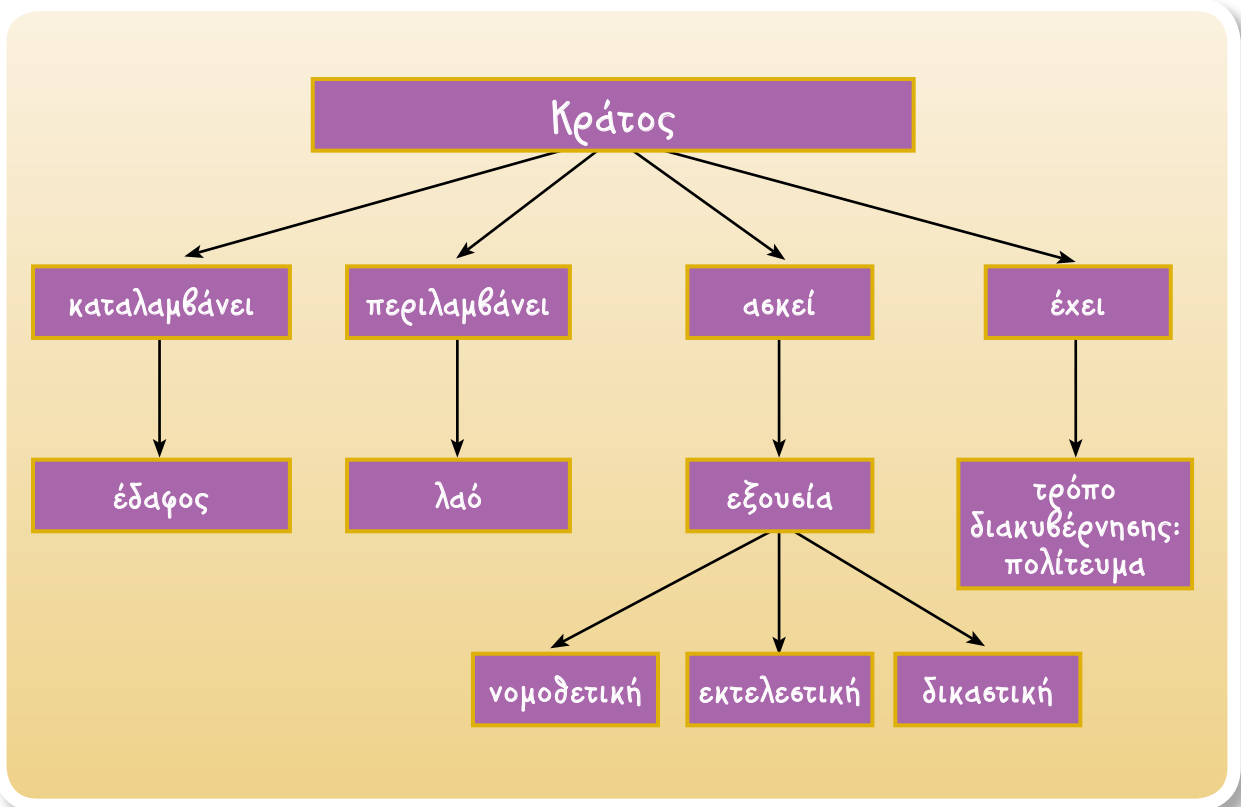 Κράτος
καταλαμβάνει
περιλαμβάνει
ασκεί
έχει
έδαφος
λαό
εξουσία
τρόπο
διακυβέρνησης:
πολίτευμα
νομοθετική
εκτελεστική
δικαστική